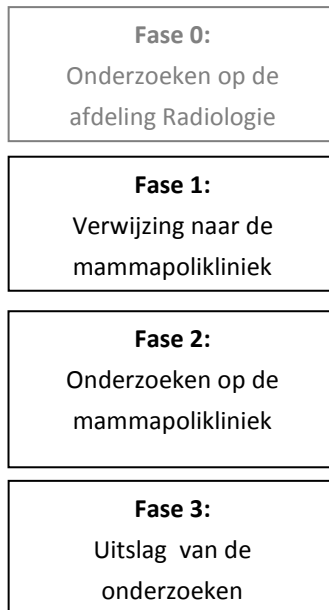 Fase 0:
Onderzoeken op de
afdeling Radiologie
Fase 1:
Verwijzing naar de
mammapolikliniek
Fase 2:
Onderzoeken op de
mammapolikliniek
Fase 3:
Uitslag van de
onderzoeken